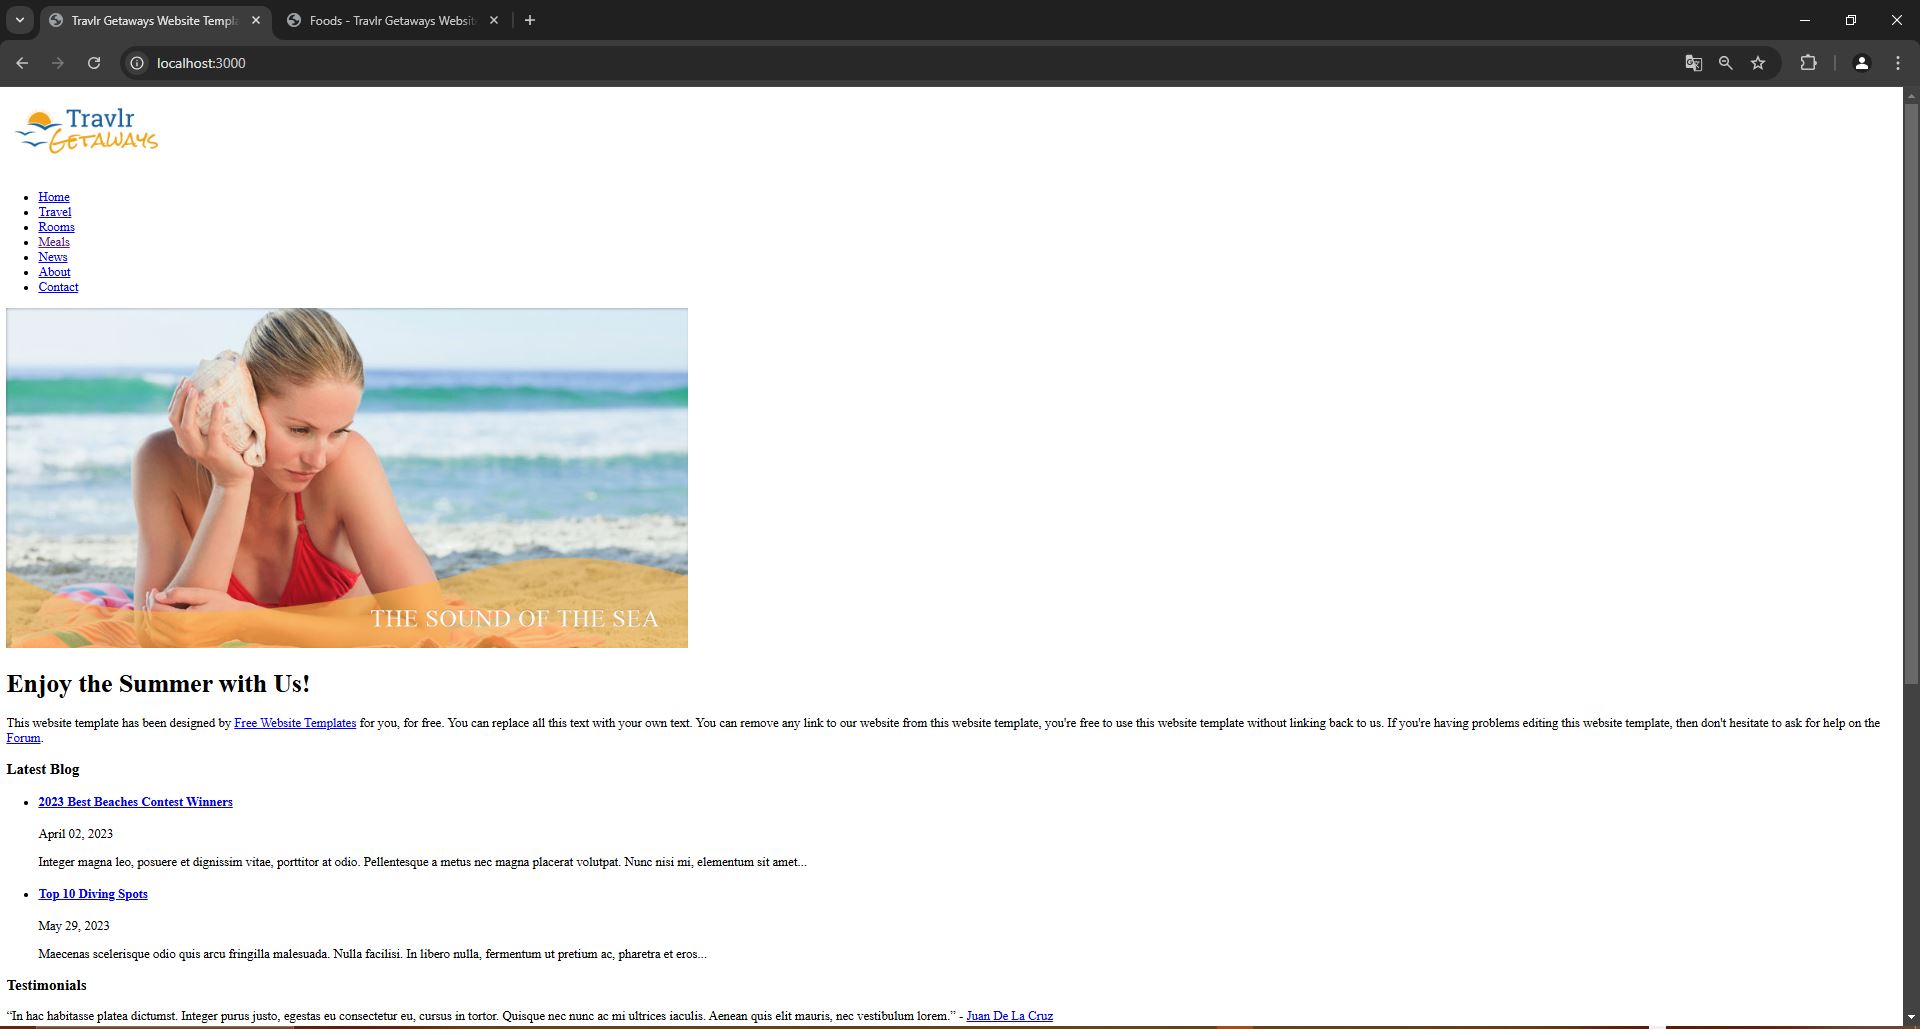 Travlr Getaways Website Templa
Foods - Travlr Getaways Websit
localhost:3000
Travlr
GETAWAYS
Home
Travel
Rooms
Meals
News
About
Contact
THE SOUND OF THE SEA
Enjoy the Summer with Us!
This website template has been designed by Free Website Templates for you, for free. You can replace all this text with your own text. You can remove any link to our website from this website template, you're free to use this website template without linking back to us. If you're having problems editing this website template, then don't hesitate to ask for help on the
Forum.
Latest Blog
2023 Best Beaches Contest Winners
April 02, 2023
Integer magna leo, posuere et dignissim vitae, porttitor at odio. Pellentesque a metus nec magna placerat volutpat. Nunc nisi mi, elementum sit amet...
Top 10 Diving Spots
May 29, 2023
Maecenas scelerisque odio quis arcu fringilla malesuada. Nulla facilisi. In libero nulla, fermentum ut pretium ac, pharetra et eros...
Testimonials
“In hac habitasse platea dictumst. Integer purus justo, egestas eu consectetur eu, cursus in tortor. Quisque nec nunc ac mi ultrices iaculis. Aenean quis elit mauris, nec vestibulum lorem.” - Juan De La Cruz